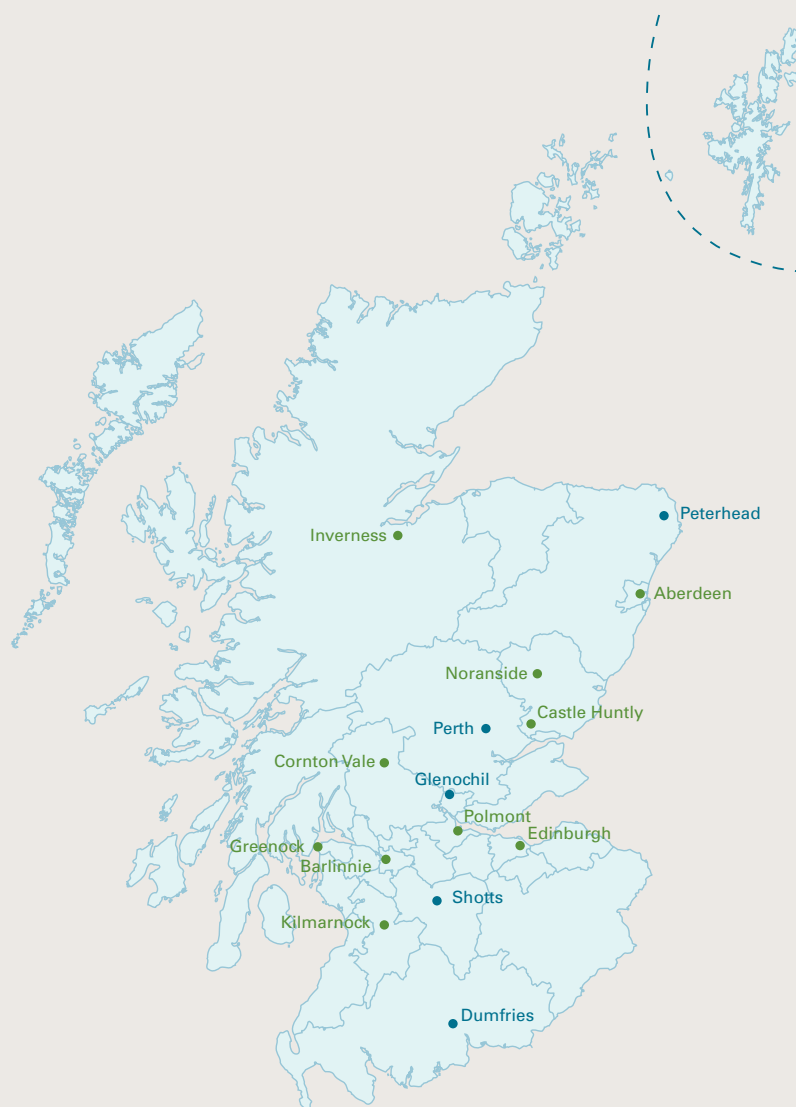 Peterhead
Inverness
Aberdeen
Noranside
Castle Huntly
Perth
Cornton Vale
Glenochil
Polmont
Edinburgh
Greenock
Barlinnie
Shotts
Kilmarnock
Dumfries